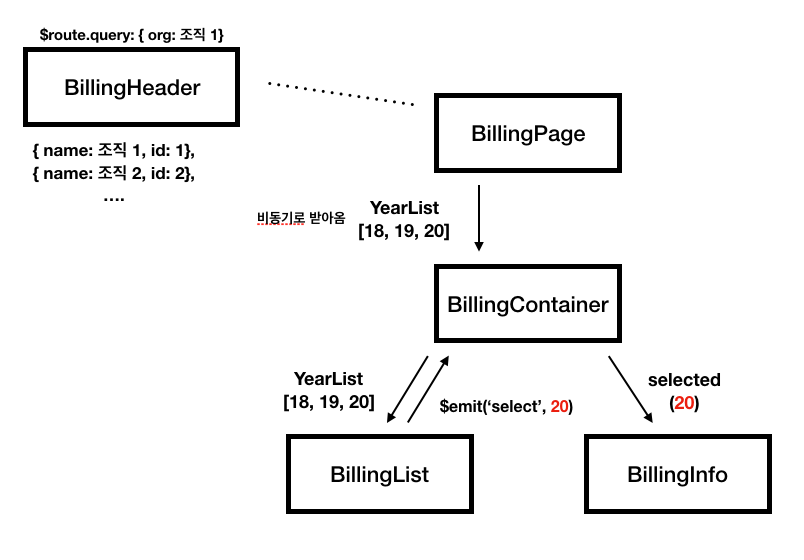 $route.query: { org: 조직 1}
BillingHeader
{ name: 조직 1, id: 1},
{ name: 조직 2, id: 2},
....
BillingPage
비동기로 받아옴
YearList
[18, 19, 20]
BillingContainer
YearList
[18, 19, 20]
$emit(‘select’, 20)
selected
(20)
BillingList
BillingInfo